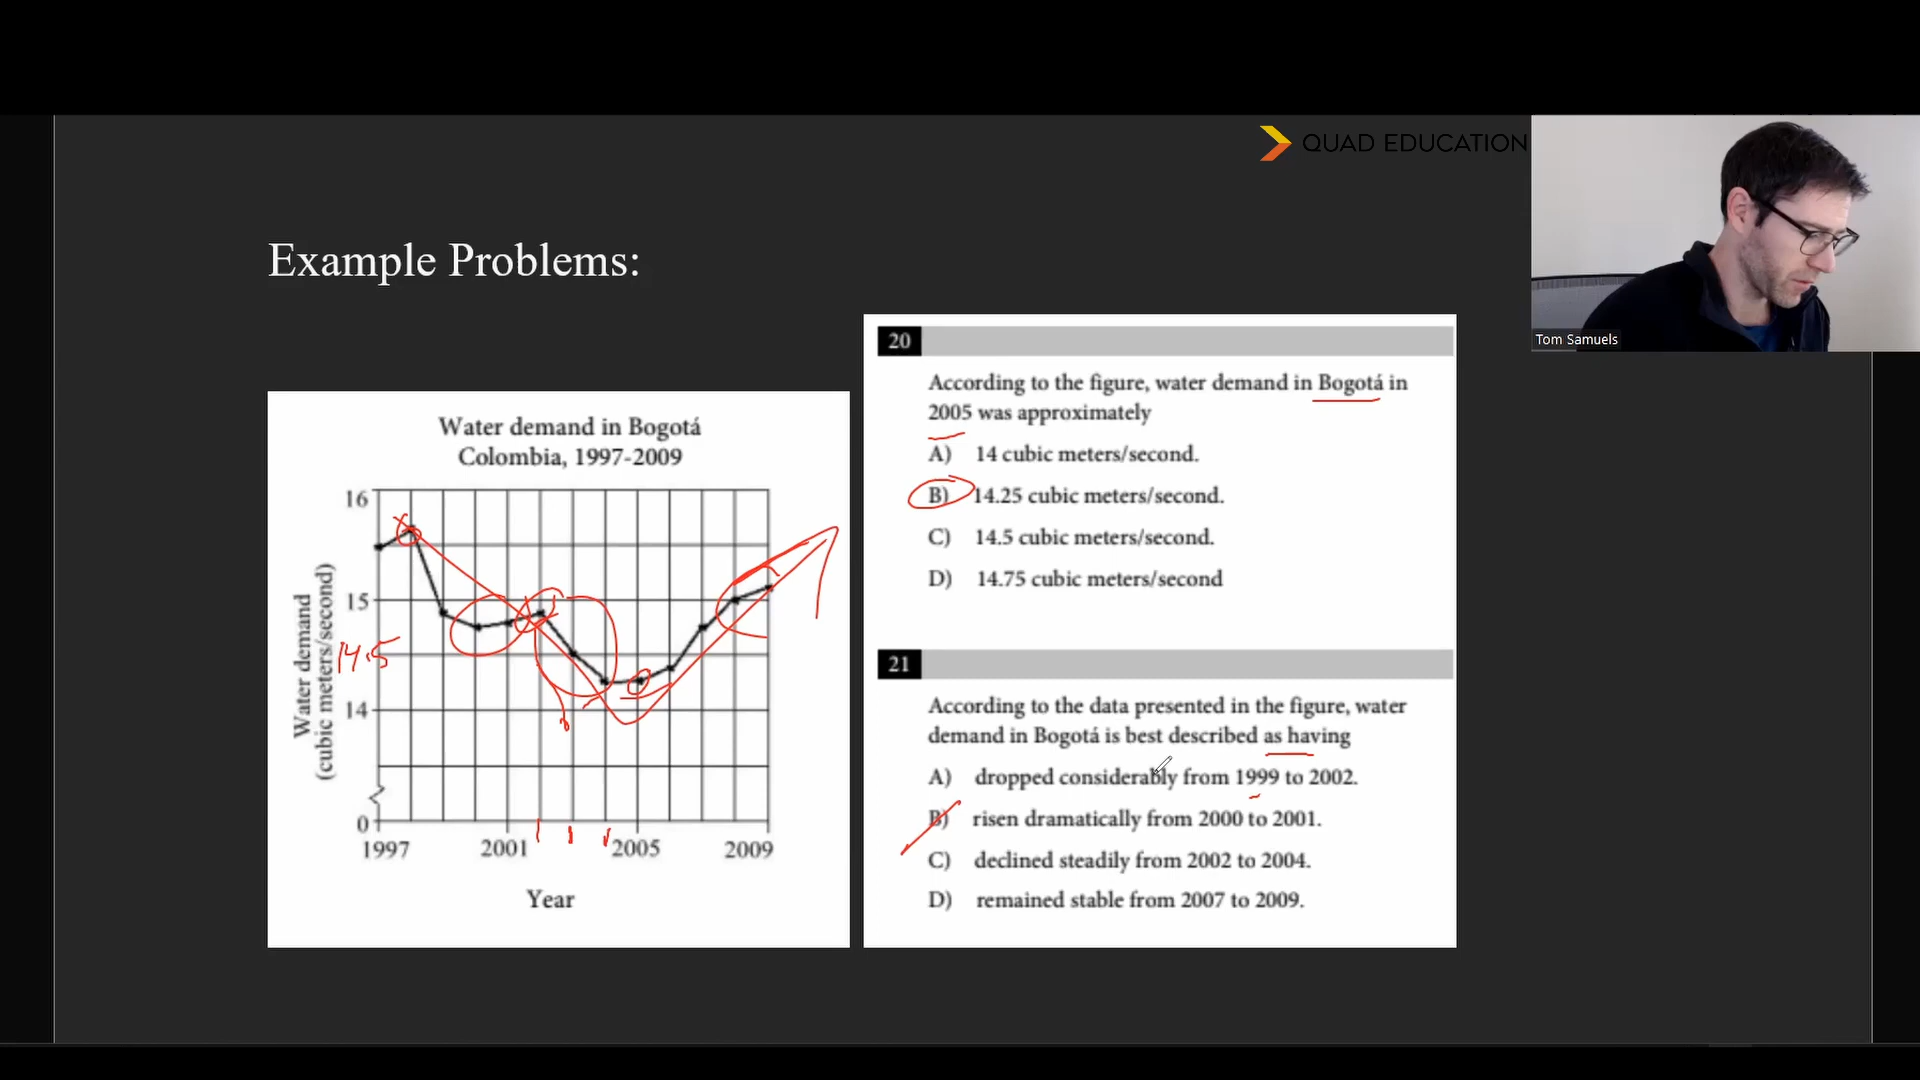 QUAD EDUCATION
Tom Samuels
Example Problems:
Water demand in Bogotá
Colombia, 1997-2009
Water demand
(cubic meters/second)
16
15
14.5
14
0
1997
2001
2005
2009
Year
20
According to the figure, water demand in Bogotá in
2005 was approximately
A) 14 cubic meters/second.
B) 14.25 cubic meters/second.
C) 14.5 cubic meters/second.
D) 14.75 cubic meters/second
21
According to the data presented in the figure, water
demand in Bogotá is best described as having
A) dropped considerably from 1999 to 2002.
B) risen dramatically from 2000 to 2001.
C) declined steadily from 2002 to 2004.
D) remained stable from 2007 to 2009.